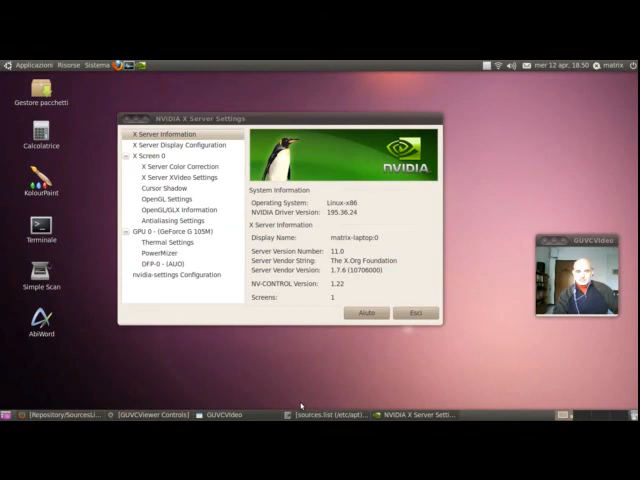 Applicazioni Risorse Sistema
mer 12 apr, 18.50 matrix
Gestore pacchetti
Calcolatrice
KolourPaint
Terminale
Simple Scan
AbiWord
NVIDIA X Server Settings
X Server Information
X Server Display Configuration
X Screen 0
X Server Color Correction
X Server XVideo Settings
Cursor Shadow
OpenGL Settings
OpenGL/GLX Information
Antialiasing Settings
GPU 0 - (GeForce G 105M)
Thermal Settings
PowerMizer
DFP-0 - (AUO)
nvidia-settings Configuration
NVIDIA
System Information
Operating System: Linux-x86
NVIDIA Driver Version: 195.36.24
X Server Information
Display Name: matrix-laptop:0
Server Version Number: 11.0
Server Vendor String: The X.Org Foundation
Server Vendor Version: 1.7.6 (10706000)
NV-CONTROL Version: 1.22
Screens: 1
Aiuto Esci
GUVCVideo
[Repository/SourcesLi... [GUVCViewer Controls] GUVCVideo [sources.list (/etc/apt)... NVIDIA X Server Setti...